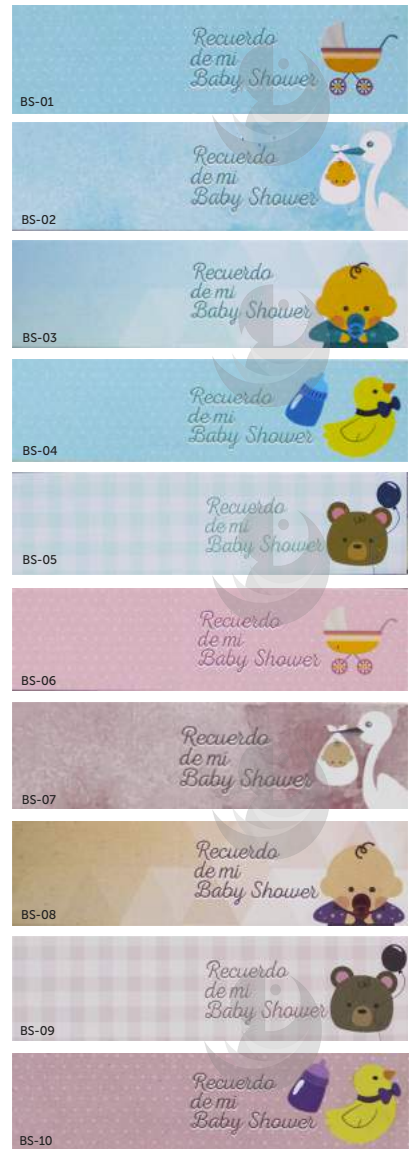 Recuerdo
de mi
Baby Shower
BS-01
Recuerdo
de mi
Baby Shower
BS-02
Recuerdo
de mi
Baby Shower
BS-03
Recuerdo
de mi
Baby Shower
BS-04
Recuerdo
de mi
Baby Shower
BS-05
Recuerdo
de mi
Baby Shower
BS-06
Recuerdo
de mi
Baby Shower
BS-07
Recuerdo
de mi
Baby Shower
BS-08
Recuerdo
de mi
Baby Shower
BS-09
Recuerdo
de mi
Baby Shower
BS-10